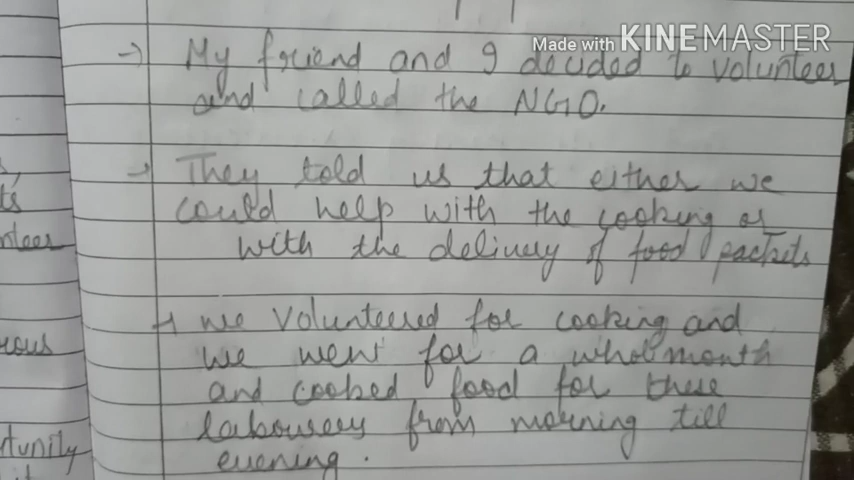 Made with KINEMASTER
→ My friend and I decided to volunteer
and called the NGO.
→ They told us that either we
could help with the cooking or
with the delivery of food packets
→ we volunteered for cooking and
we went for a whole month
and cooked food for these
labourers from morning till
evening.